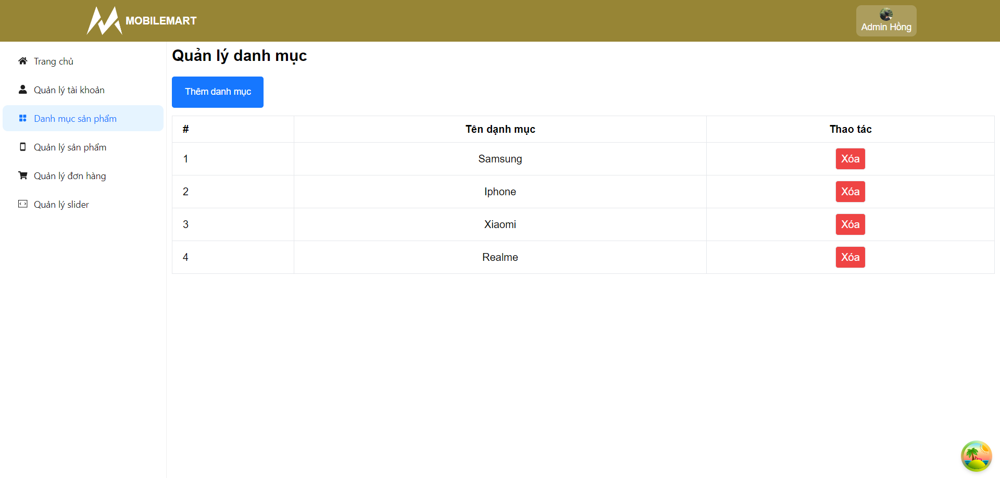 MOBILEMART
Admin Hồng
Trang chủ
Quản lý tài khoản
Danh mục sản phẩm
Quản lý sản phẩm
Quản lý đơn hàng
Quản lý slider
Quản lý danh mục
Thêm danh mục
# Tên dạnh mục Thao tác
1 Samsung Xóa
2 Iphone Xóa
3 Xiaomi Xóa
4 Realme Xóa